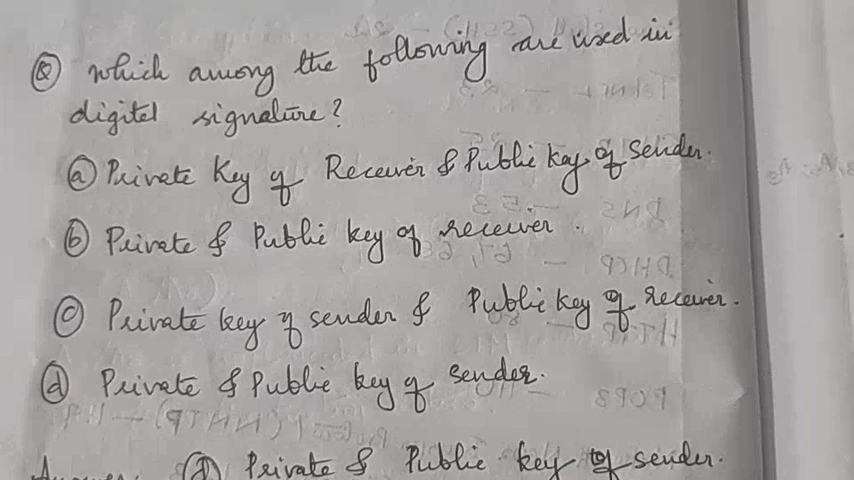 Q which among the following are used in
digital signature?
a Private Key of Receiver & Public key of sender.
b Private & Public key of receiver.
c Private key of sender & Public key of receiver.
d Private & Public key of sender.
Answer: d Private & Public key of sender.